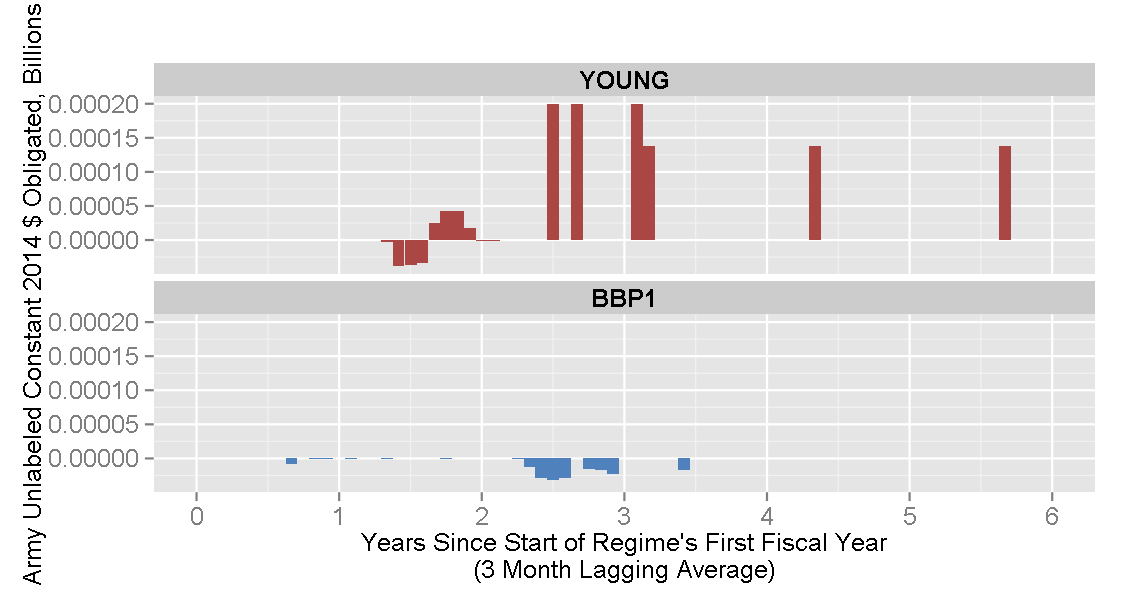 Army Unlabeled Constant 2014 $ Obligated, Billions
YOUNG
0.00020
0.00015
0.00010
0.00005
0.00000
BBP1
0.00020
0.00015
0.00010
0.00005
0.00000
0 1 2 3 4 5 6
Years Since Start of Regime's First Fiscal Year
(3 Month Lagging Average)